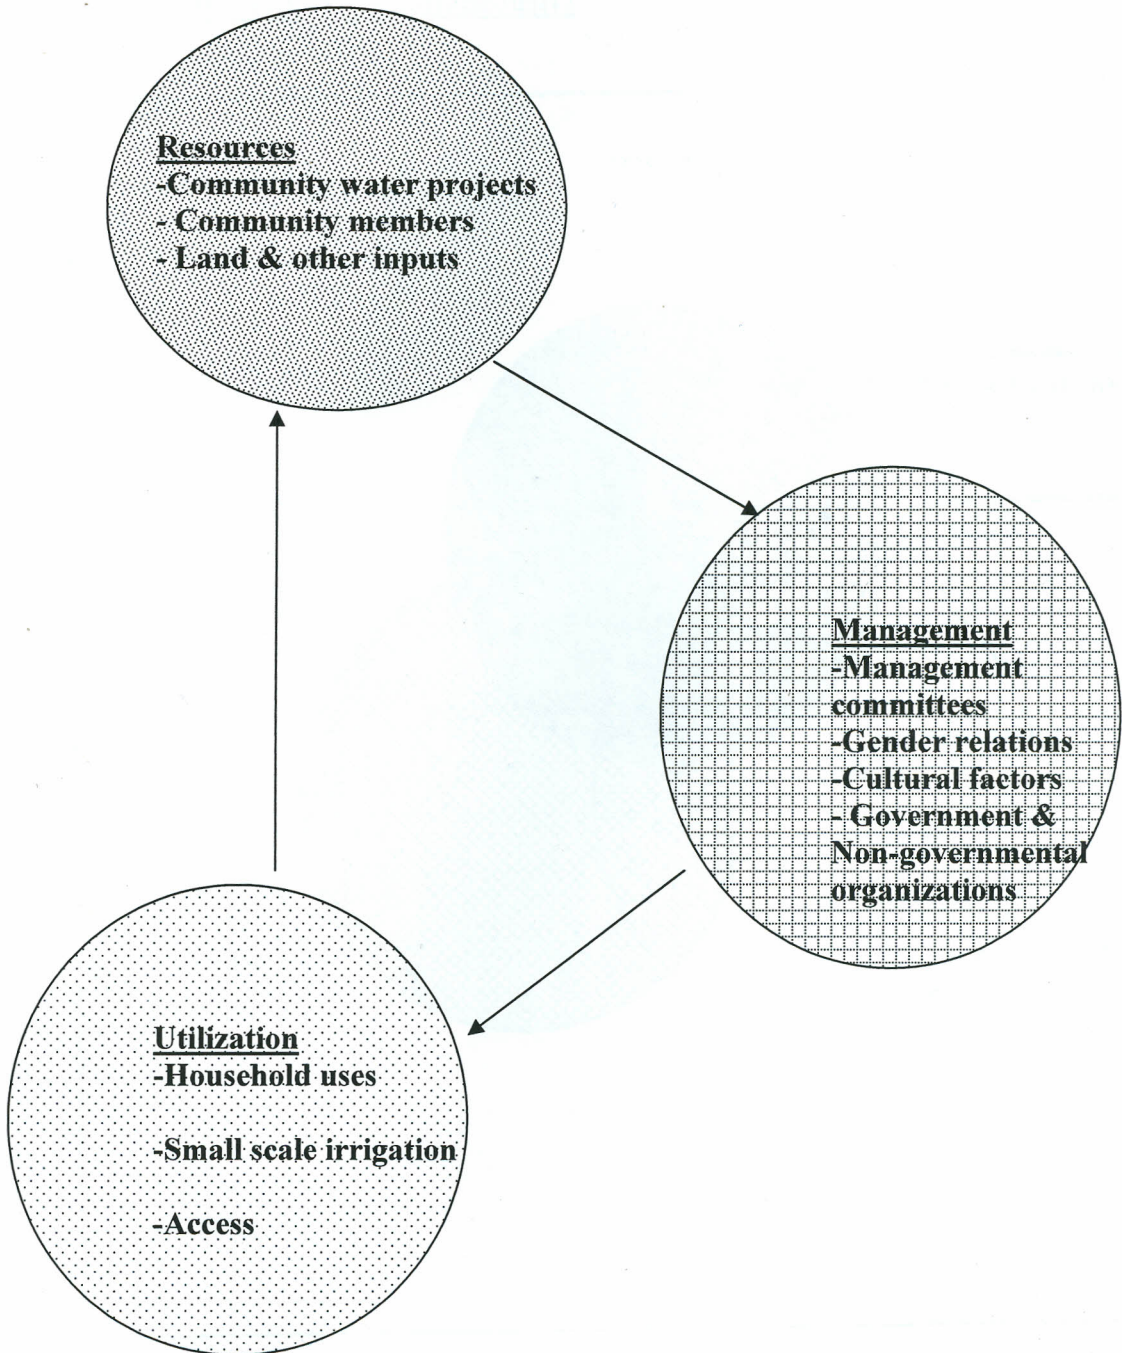 Resources
-Community water projects
- Community members
- Land & other inputs
Management
-Management
committees
-Gender relations
-Cultural factors
- Government &
Non-governmental
organizations
Utilization
-Household uses
-Small scale irrigation
-Access